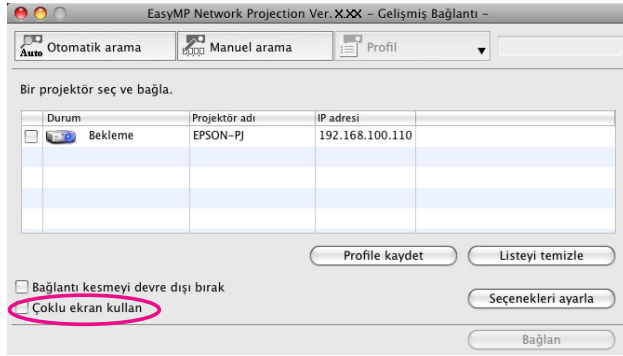 EasyMP Network Projection Ver. X.XX – Gelişmiş Bağlantı –
Auto Otomatik arama Manuel arama Profil
Bir projektör seç ve bağla.
Durum Projektör adı IP adresi
Bekleme EPSON-PJ 192.168.100.110
Profile kaydet Listeyi temizle
Bağlantı kesmeyi devre dışı bırak
Seçenekleri ayarla
Çoklu ekran kullan
Bağlan